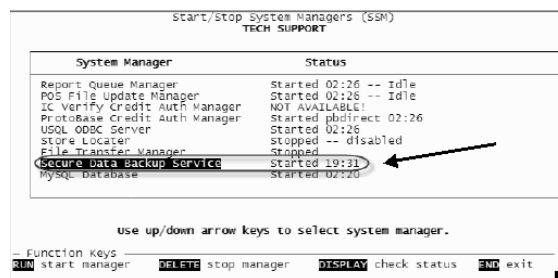 Start/Stop System Managers (SSM)
TECH SUPPORT
System Manager Status
Report Queue Manager Started 02:26 -- Idle
POS File Update Manager Started 02:26 -- Idle
IC Verify Credit Auth Manager NOT AVAILABLE!
ProtoBase Credit Auth Manager Started pbdirect 02:26
USQL ODBC Server Started 02:26
Store Locater Stopped -- disabled
File Transfer Manager Stopped
Secure Data Backup Service Started 19:31
MySQL Database Started 02:20
Use up/down arrow keys to select system manager.
Function Keys
RUN start manager DELETE stop manager DISPLAY check status END exit